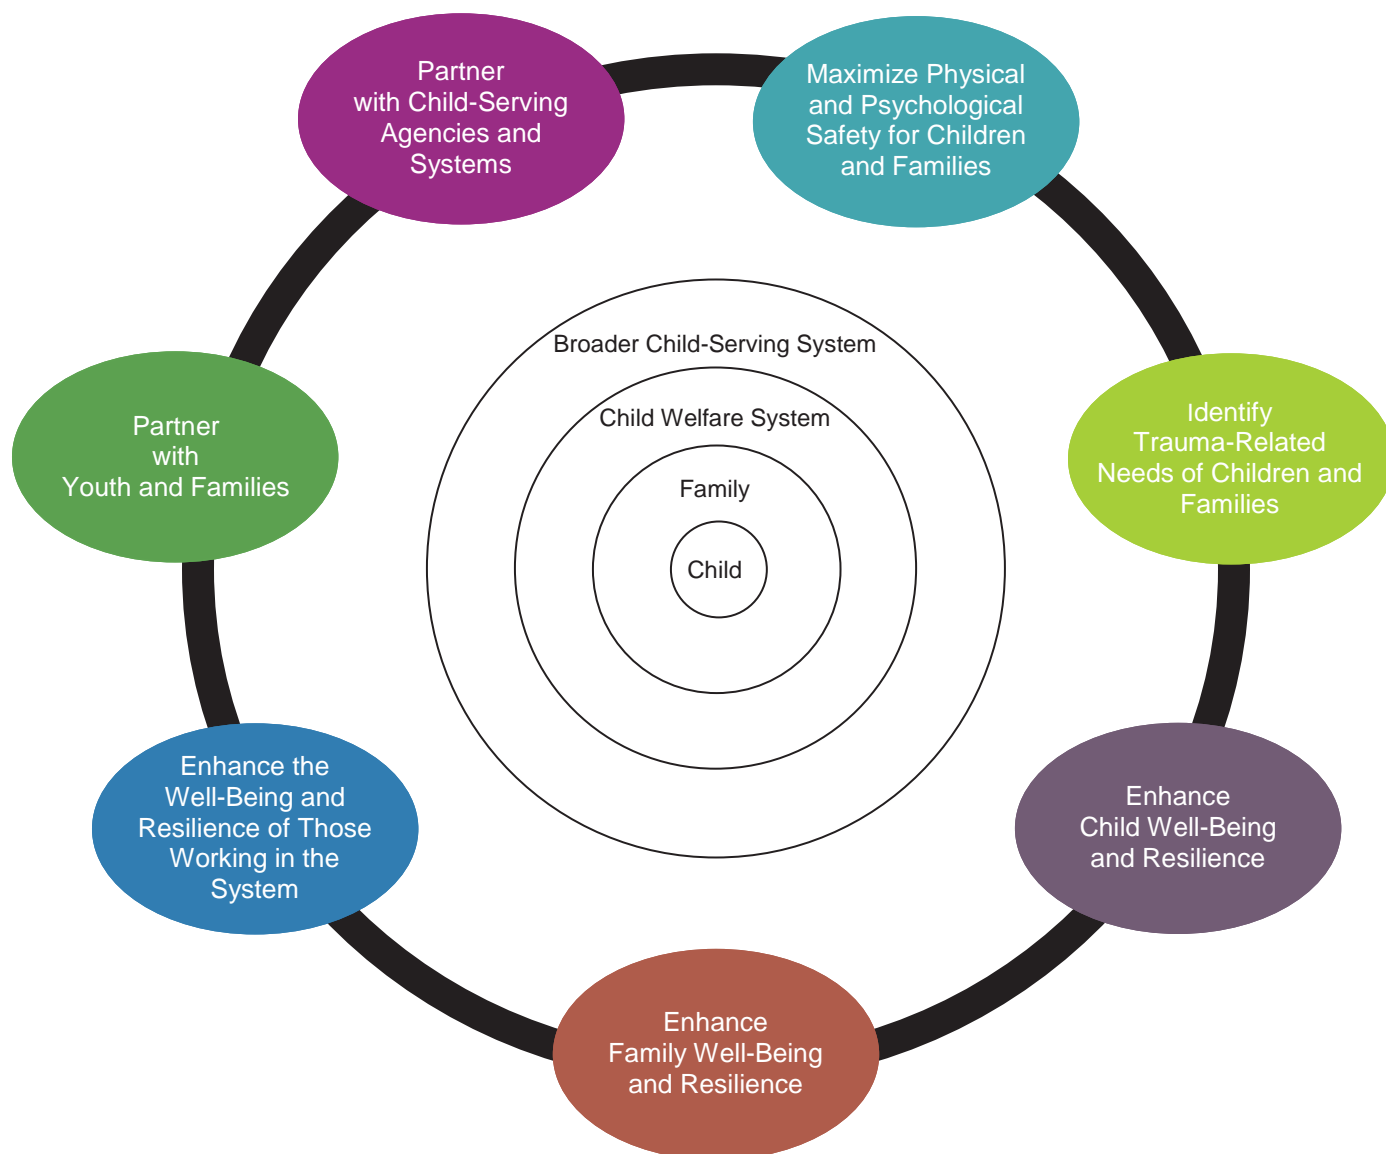 Partner
with Child-Serving
Agencies and
Systems
Maximize Physical
and Psychological
Safety for Children
and Families
Broader Child-Serving System
Child Welfare System
Family
Child
Partner
with
Youth and Families
Identify
Trauma-Related
Needs of Children and
Families
Enhance the
Well-Being and
Resilience of Those
Working in the
System
Enhance
Child Well-Being
and Resilience
Enhance
Family Well-Being
and Resilience